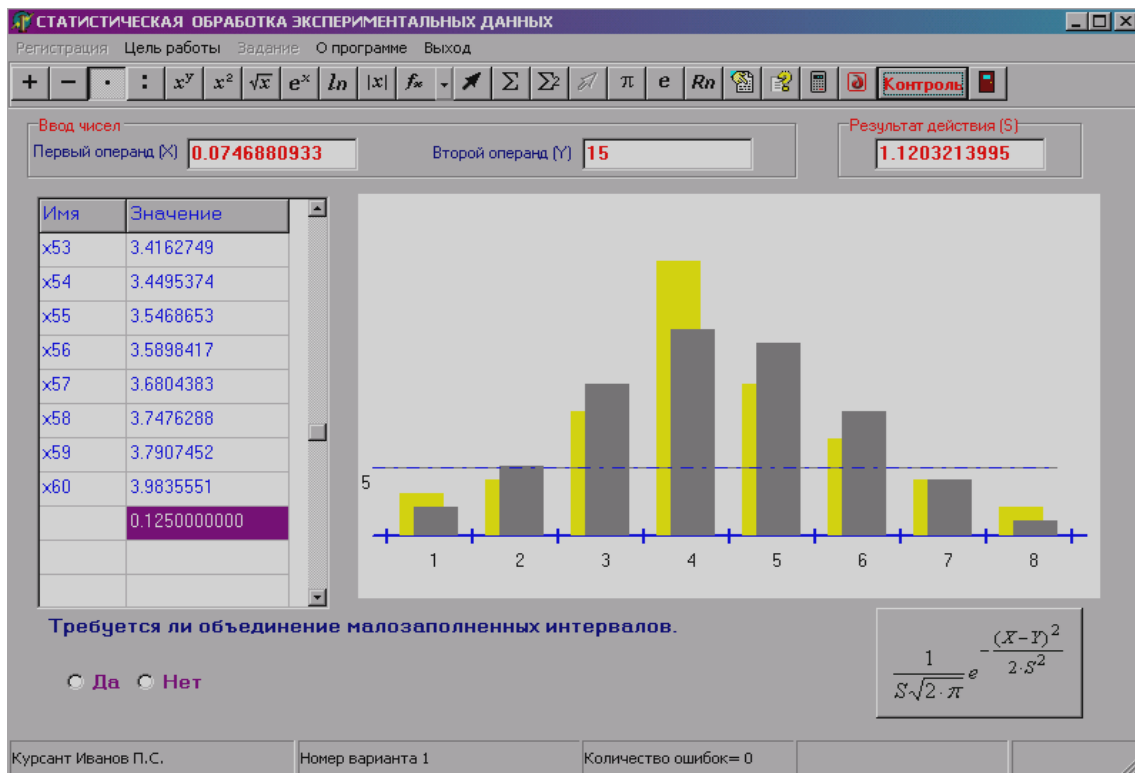 СТАТИСТИЧЕСКАЯ ОБРАБОТКА ЭКСПЕРИМЕНТАЛЬНЫХ ДАННЫХ
Регистрация Цель работы Задание О программе Выход
+ − · : x^y x² √x e^x ln |x| Σ Σ² π e Rn Контроль
Ввод чисел Результат действия (S)
Первый операнд (X) 0.0746880933 Второй операнд (Y) 15 1.1203213995
Имя Значение
x53 3.4162749
x54 3.4495374
x55 3.5468653
x56 3.5898417
x57 3.6804383
x58 3.7476288
x59 3.7907452
x60 3.9835551
0.1250000000
5
1 2 3 4 5 6 7 8
Требуется ли объединение малозаполненных интервалов.
Да Нет
1/(S√(2·π)) e^(−(X−Y)²/(2·S²))
Курсант Иванов П.С. Номер варианта 1 Количество ошибок= 0